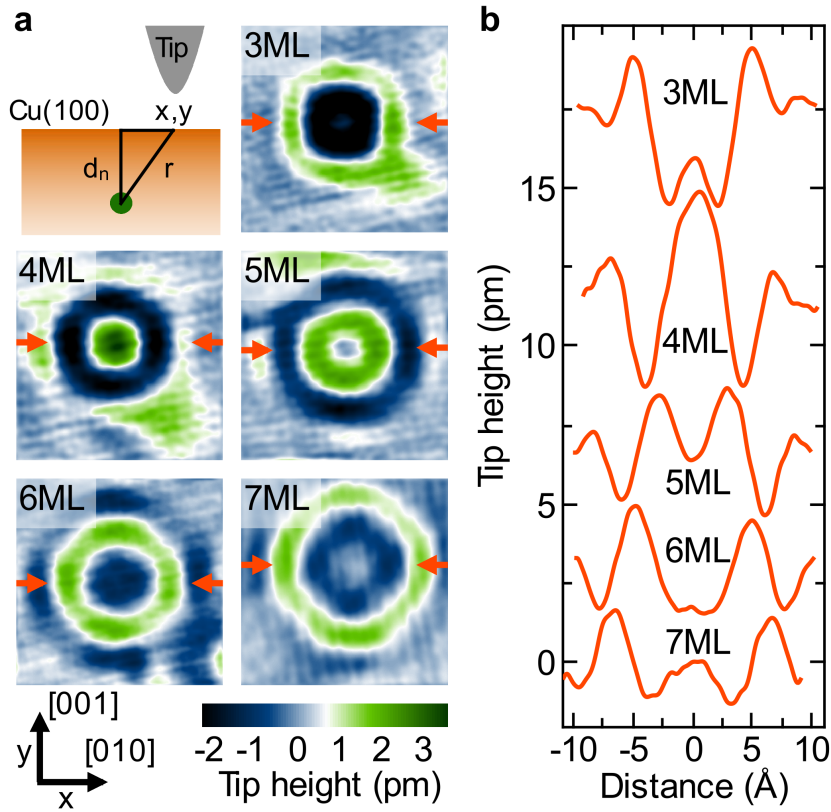 a
Tip
Cu(100)
x,y
dn
r
3ML
4ML
5ML
6ML
7ML
[001]
y
[010]
x
-2 -1 0 1 2 3
Tip height (pm)
b
3ML
4ML
5ML
6ML
7ML
15
10
5
0
Tip height (pm)
-10 -5 0 5 10
Distance (Å)